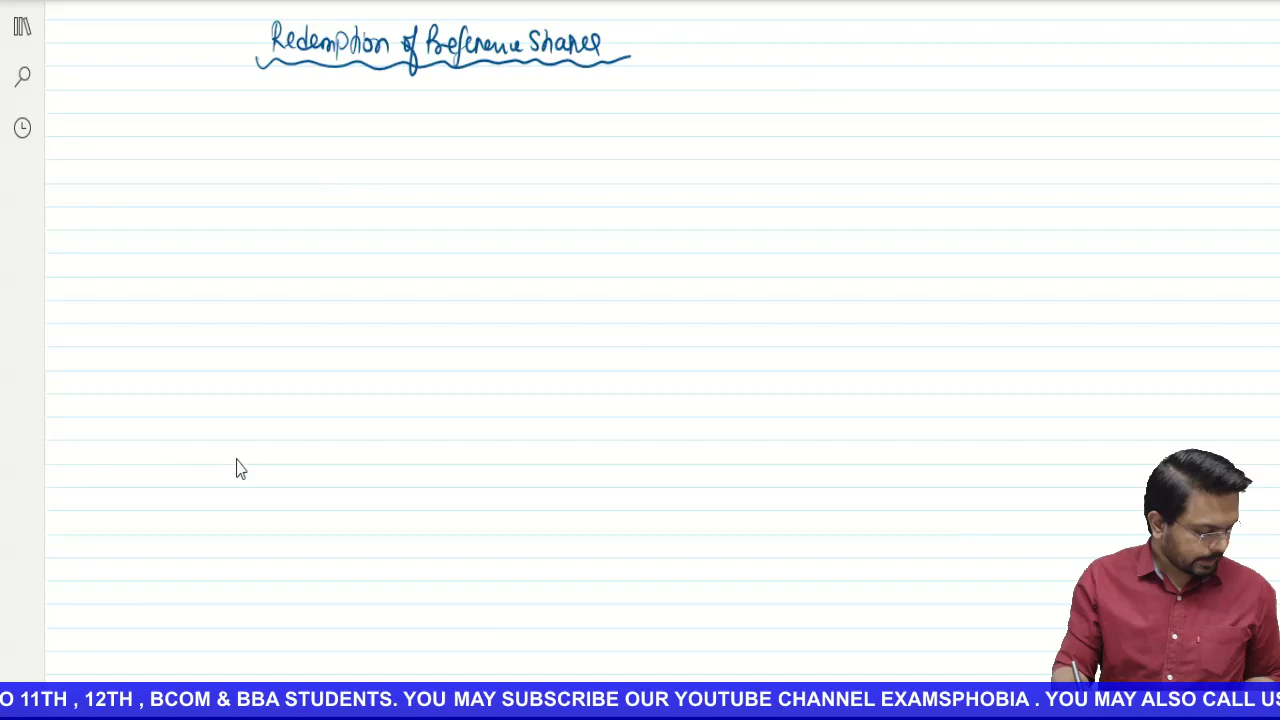 Redemption of Preference Shares
O 11TH , 12TH , BCOM & BBA STUDENTS. YOU MAY SUBSCRIBE OUR YOUTUBE CHANNEL EXAMSPHOBIA . YOU MAY ALSO CALL US